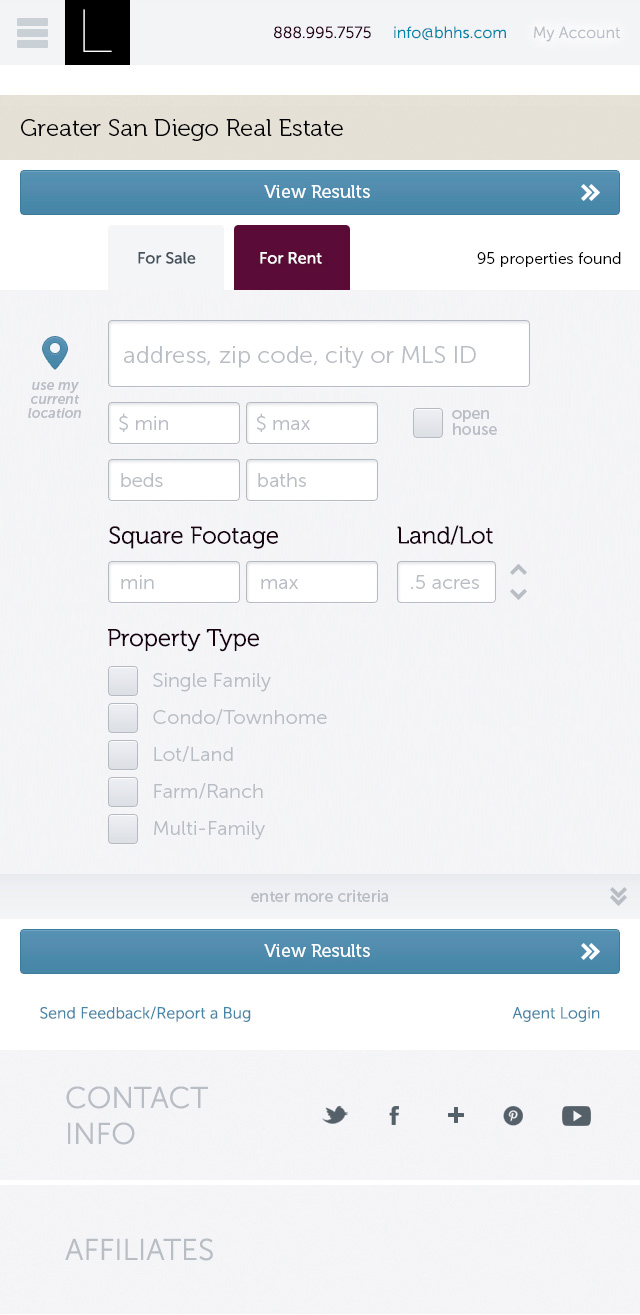 L
888.995.7575 info@bhhs.com My Account
Greater San Diego Real Estate
View Results
For Sale For Rent 95 properties found
address, zip code, city or MLS ID
use my
current
location
$ min $ max open
house
beds baths
Square Footage Land/Lot
min max .5 acres
Property Type
Single Family
Condo/Townhome
Lot/Land
Farm/Ranch
Multi-Family
enter more criteria
View Results
Send Feedback/Report a Bug Agent Login
CONTACT
INFO
AFFILIATES